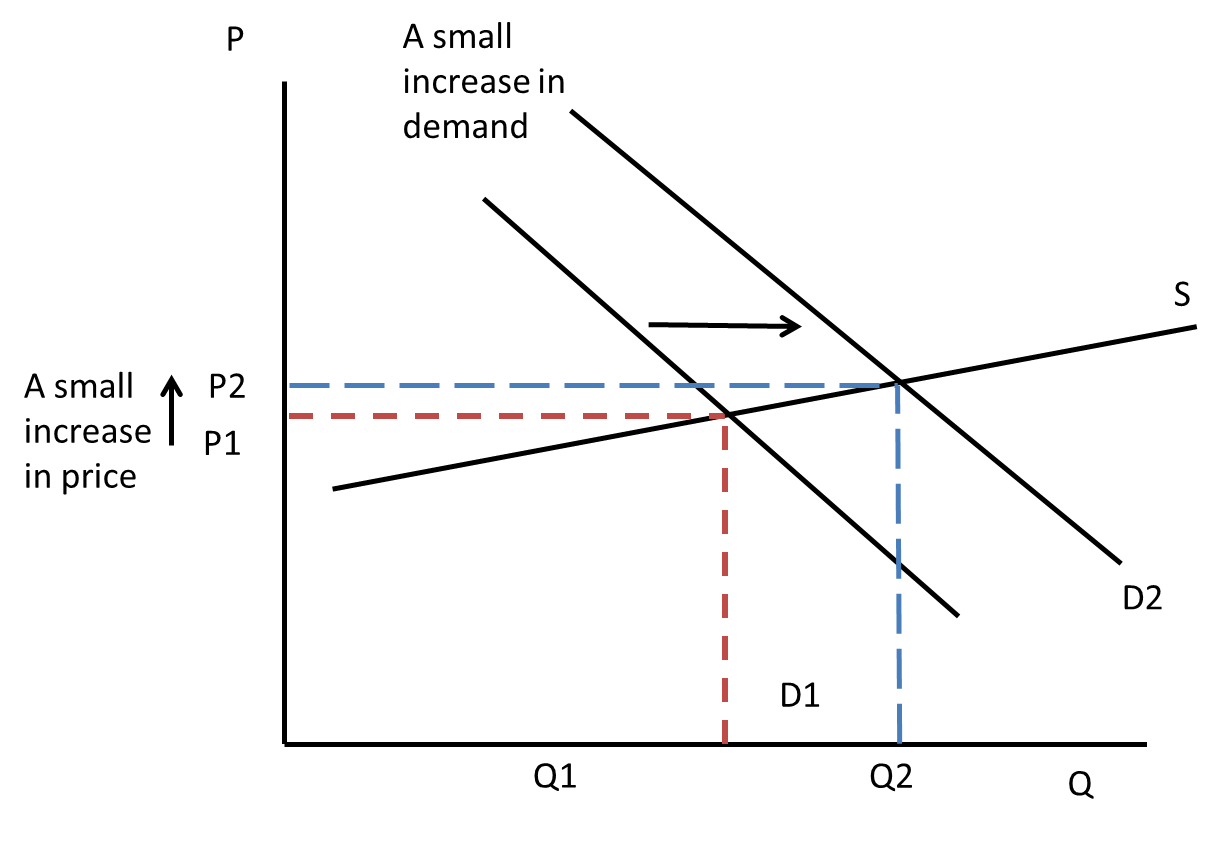 P
A small
increase in
demand
S
A small
increase
in price
P2
P1
D2
D1
Q1
Q2
Q